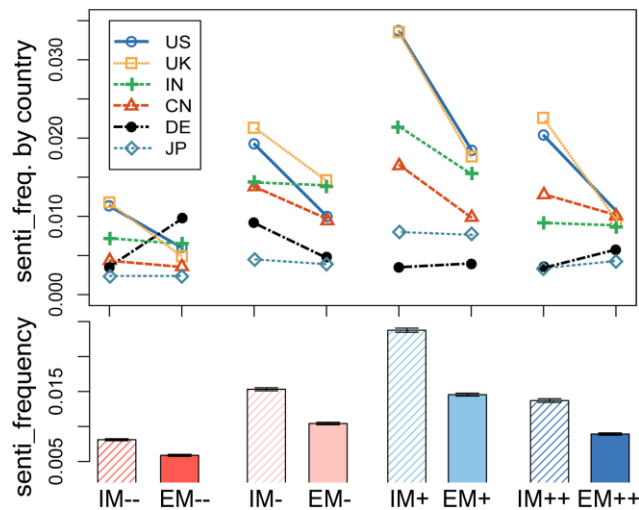 senti_freq. by country
0.030
0.020
0.010
0.000
US
UK
IN
CN
DE
JP
senti_frequency
0.015
0.005
IM-- EM-- IM- EM- IM+ EM+ IM++ EM++